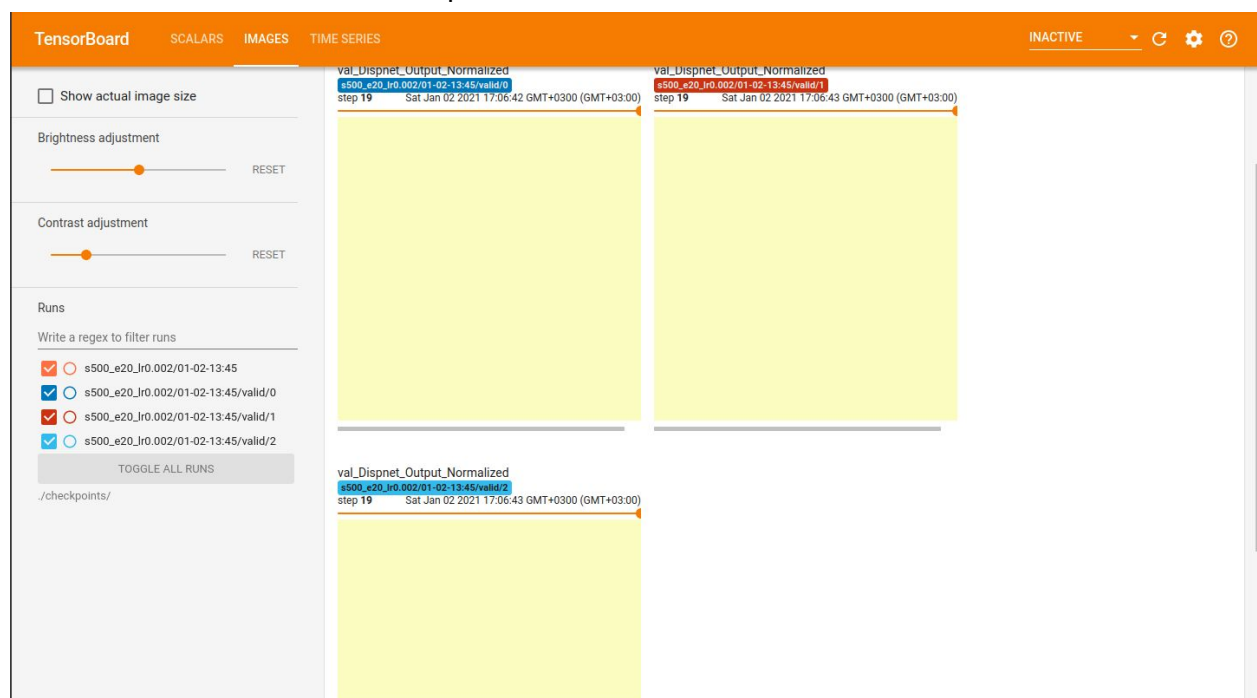 TensorBoard SCALARS IMAGES TIME SERIES INACTIVE
Show actual image size
Brightness adjustment
RESET
Contrast adjustment
RESET
Runs
Write a regex to filter runs
s500_e20_lr0.002/01-02-13:45
s500_e20_lr0.002/01-02-13:45/valid/0
s500_e20_lr0.002/01-02-13:45/valid/1
s500_e20_lr0.002/01-02-13:45/valid/2
TOGGLE ALL RUNS
./checkpoints/
val_Dispnet_Output_Normalized
s500_e20_lr0.002/01-02-13:45/valid/0
step 19 Sat Jan 02 2021 17:06:42 GMT+0300 (GMT+03:00)
val_Dispnet_Output_Normalized
s500_e20_lr0.002/01-02-13:45/valid/1
step 19 Sat Jan 02 2021 17:06:43 GMT+0300 (GMT+03:00)
val_Dispnet_Output_Normalized
s500_e20_lr0.002/01-02-13:45/valid/2
step 19 Sat Jan 02 2021 17:06:43 GMT+0300 (GMT+03:00)